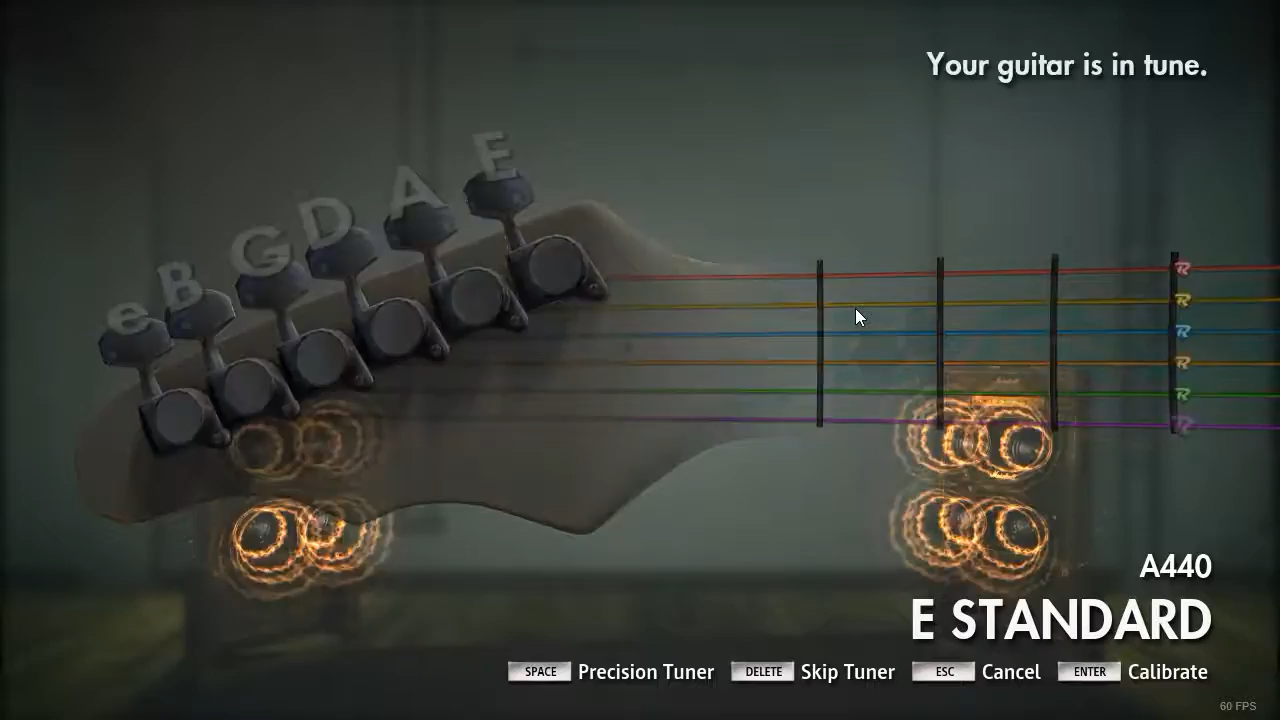 Your guitar is in tune.
E
A
D
G
B
e
A440
E STANDARD
SPACE Precision Tuner DELETE Skip Tuner ESC Cancel ENTER Calibrate
60 FPS